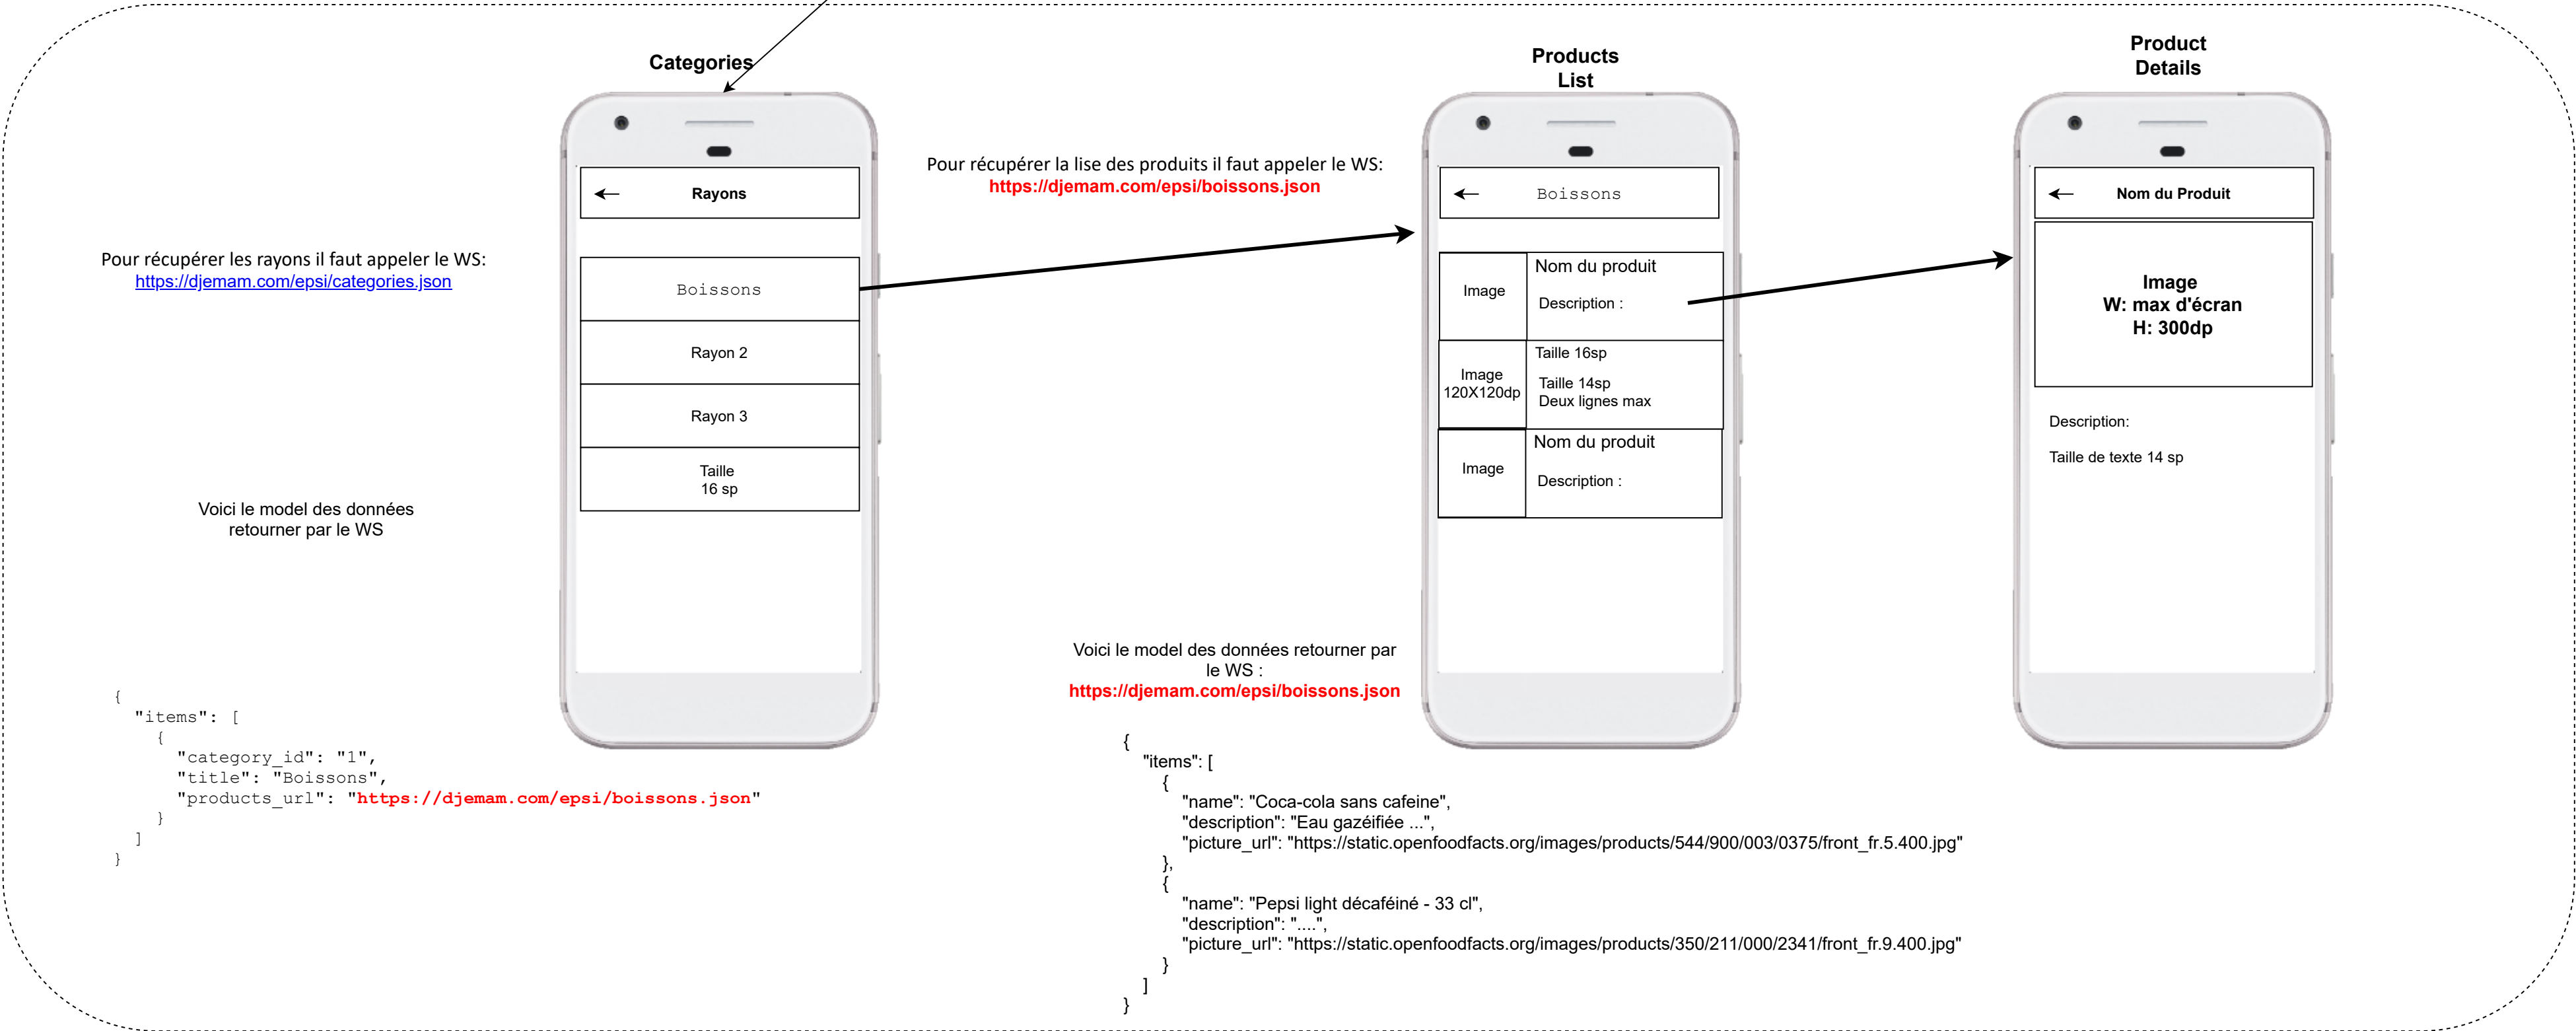 Categories
Rayons
Boissons
Rayon 2
Rayon 3
Taille
16 sp
Pour récupérer les rayons il faut appeler le WS:
https://djemam.com/epsi/categories.json
Voici le model des données
retourner par le WS
{
"items": [
{
"category_id": "1",
"title": "Boissons",
"products_url": "https://djemam.com/epsi/boissons.json"
}
]
}
Pour récupérer la lise des produits il faut appeler le WS:
https://djemam.com/epsi/boissons.json
Products
List
Boissons
Image
Nom du produit
Description :
Image
120X120dp
Taille 16sp
Taille 14sp
Deux lignes max
Image
Nom du produit
Description :
Voici le model des données retourner par
le WS :
https://djemam.com/epsi/boissons.json
{
"items": [
{
"name": "Coca-cola sans cafeine",
"description": "Eau gazéifiée ...",
"picture_url": "https://static.openfoodfacts.org/images/products/544/900/003/0375/front_fr.5.400.jpg"
},
{
"name": "Pepsi light décaféiné - 33 cl",
"description": "....",
"picture_url": "https://static.openfoodfacts.org/images/products/350/211/000/2341/front_fr.9.400.jpg"
}
]
}
Product
Details
Nom du Produit
Image
W: max d'écran
H: 300dp
Description:
Taille de texte 14 sp